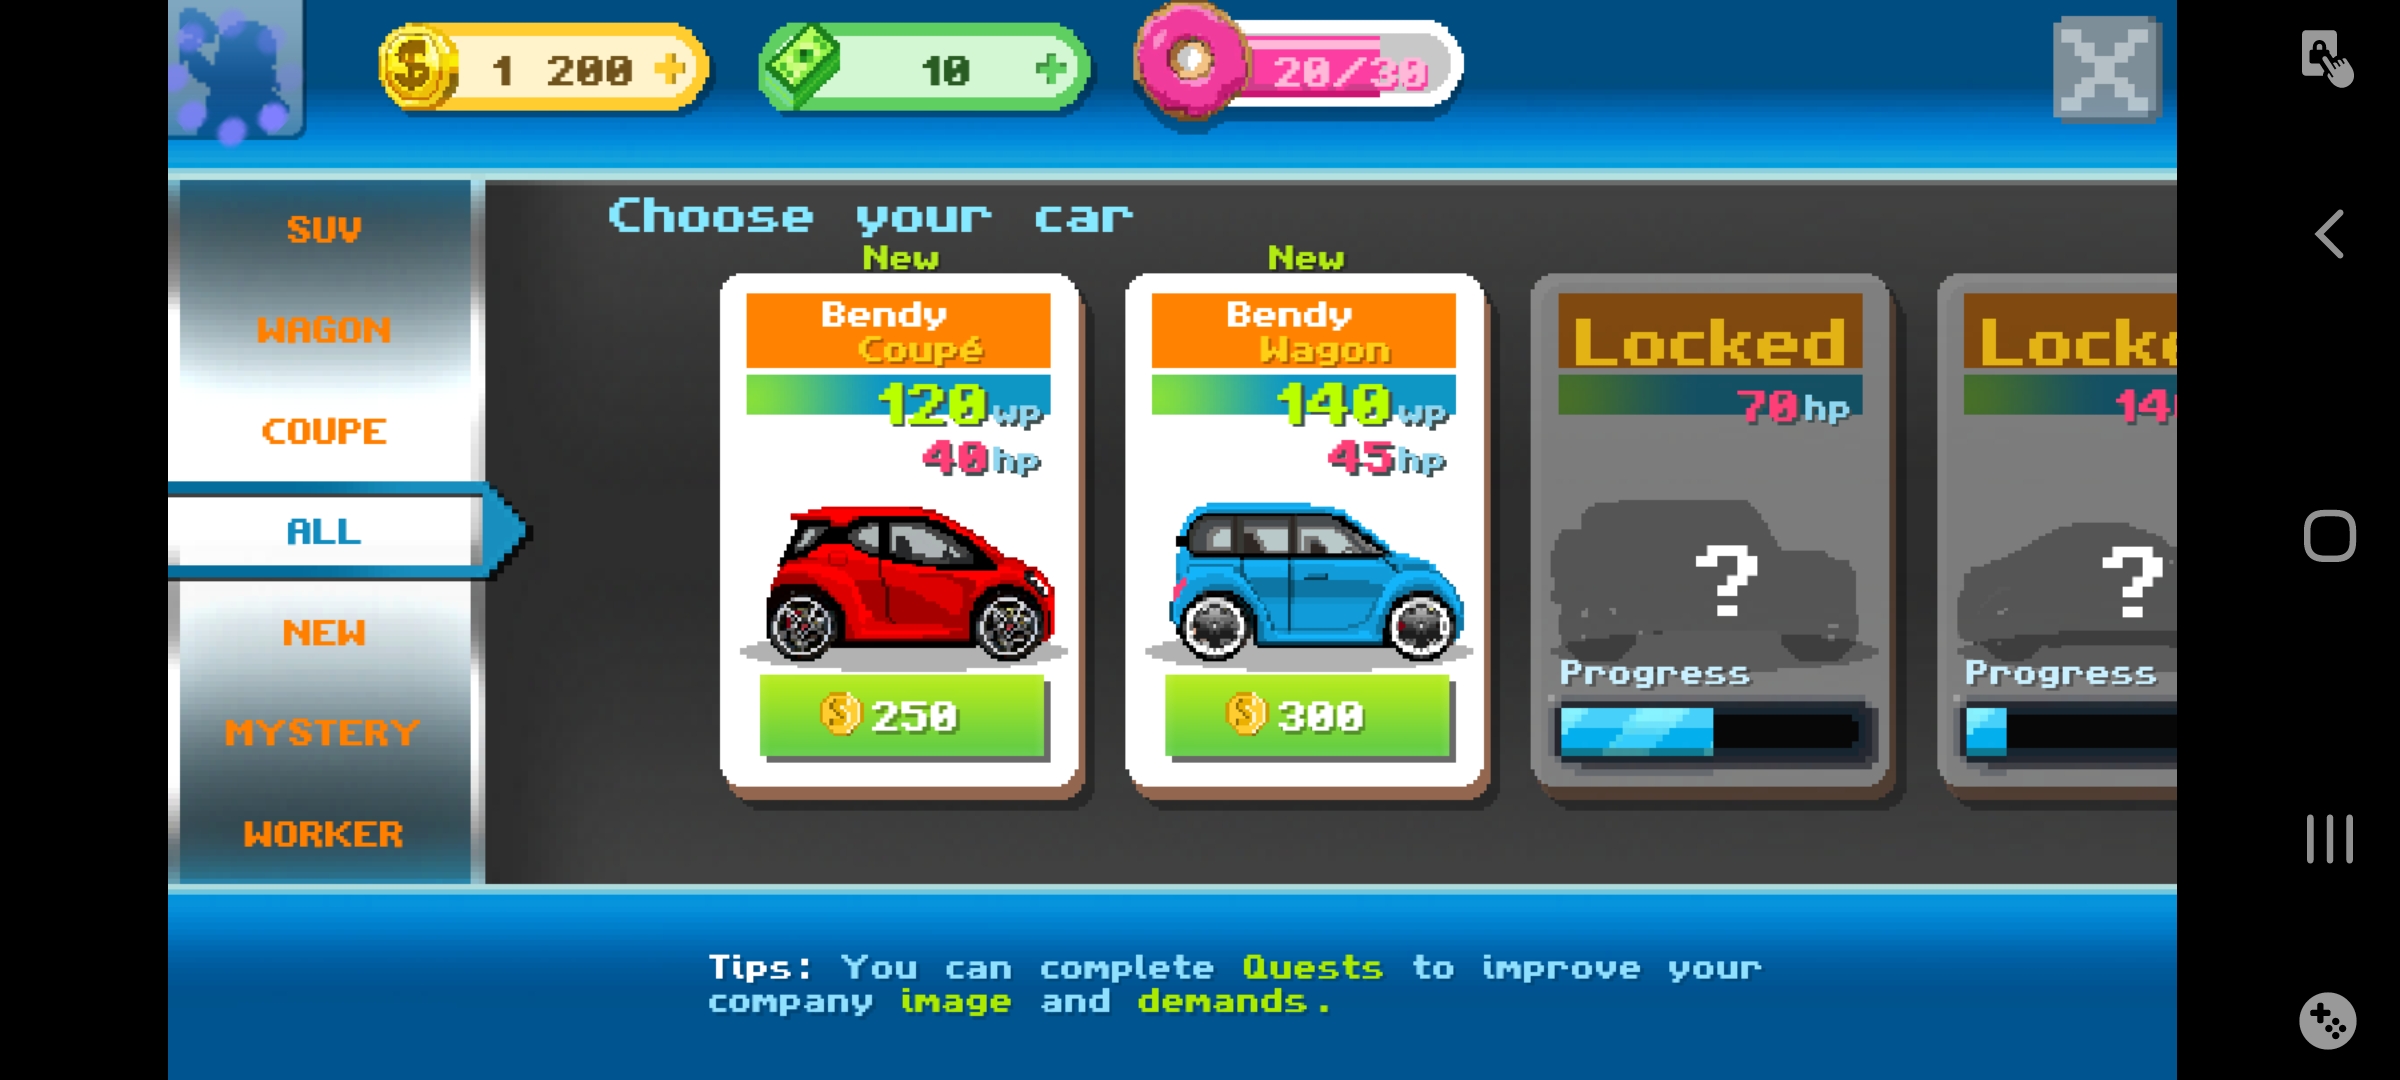 1 200 +
10 +
20/30
SUV
WAGON
COUPE
ALL
NEW
MYSTERY
WORKER
Choose your car
New
Bendy
Coupé
120wp
40hp
250
New
Bendy
Wagon
140wp
45hp
300
Locked
70hp
?
Progress
Lock
14
?
Progress
Tips: You can complete Quests to improve your
company image and demands.